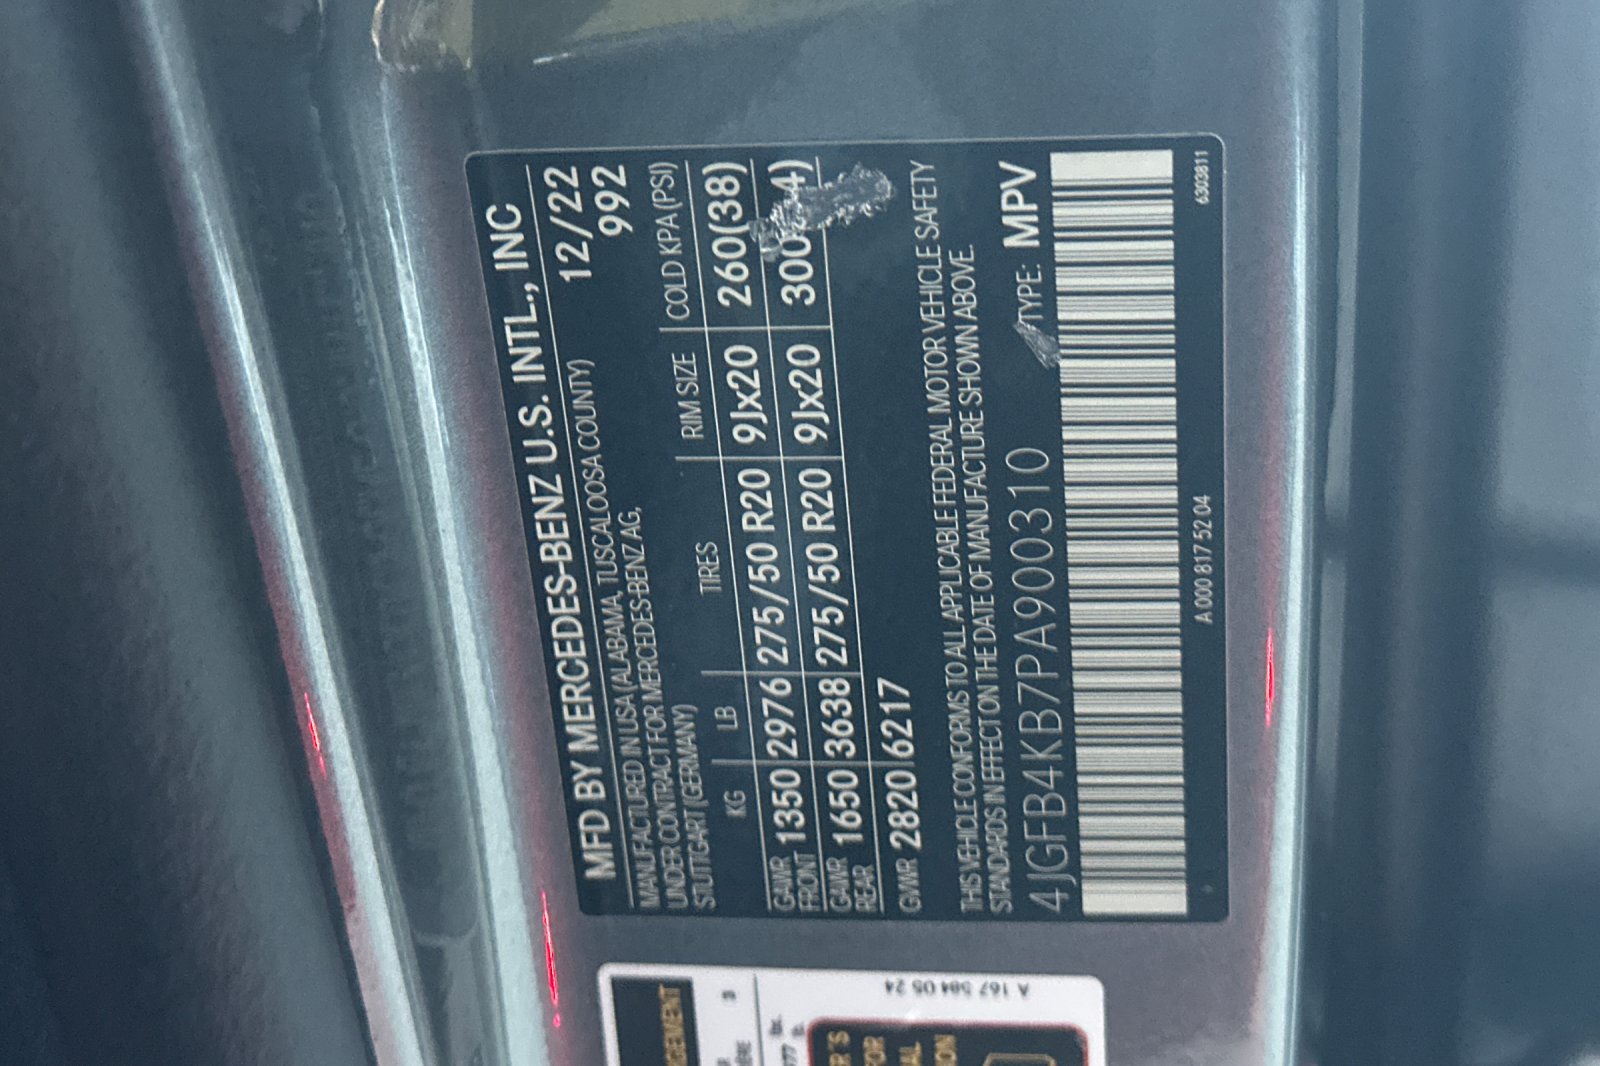 MFD BY MERCEDES-BENZ U.S. INTL., INC
MANUFACTURED IN USA (ALABAMA, TUSCALOOSA COUNTY) 12/22
UNDER CONTRACT FOR MERCEDES-BENZ AG, 992
STUTTGART (GERMANY)
KG LB TIRES RIM SIZE COLD KPA (PSI)
GAWR FRONT 1350 2976 275/50 R20 9Jx20 260(38)
GAWR REAR 1650 3638 275/50 R20 9Jx20 300 4)
GVWR 2820 6217
THIS VEHICLE CONFORMS TO ALL APPLICABLE FEDERAL MOTOR VEHICLE SAFETY
STANDARDS IN EFFECT ON THE DATE OF MANUFACTURE SHOWN ABOVE.
4JGFB4KB7PA900310 TYPE: MPV
A 000 817 52 04 6303811
A 167 584 05 24